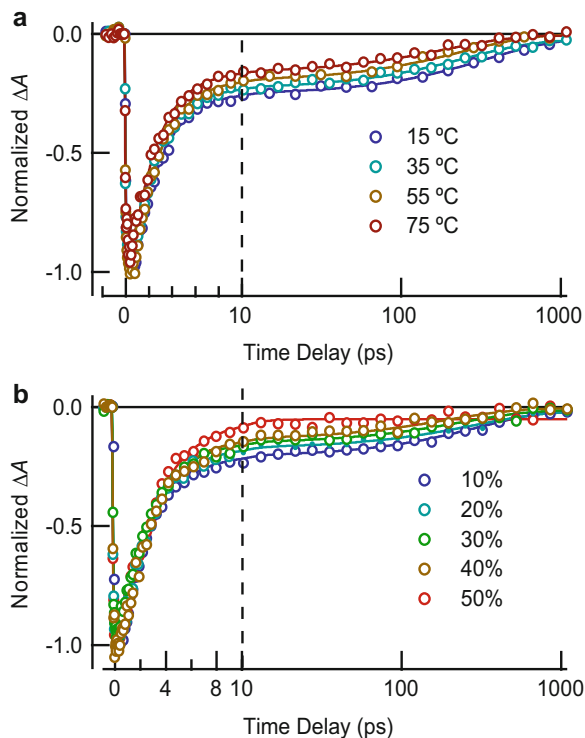 a
0.0
-0.5
-1.0
Normalized ΔA
15 ºC
35 ºC
55 ºC
75 ºC
0 10 100 1000
Time Delay (ps)
b
0.0
-0.5
-1.0
Normalized ΔA
10%
20%
30%
40%
50%
0 4 8 10 100 1000
Time Delay (ps)